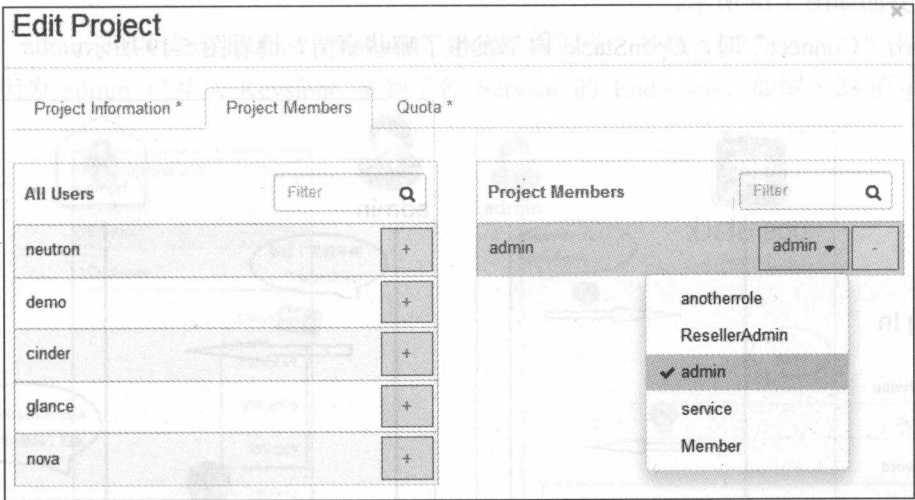 Edit Project
×
Project Information *
Project Members
Quota *
All Users
Filter
neutron
+
demo
+
cinder
+
glance
+
nova
+
Project Members
Filter
admin
admin
-
anotherrole
ResellerAdmin
admin
service
Member